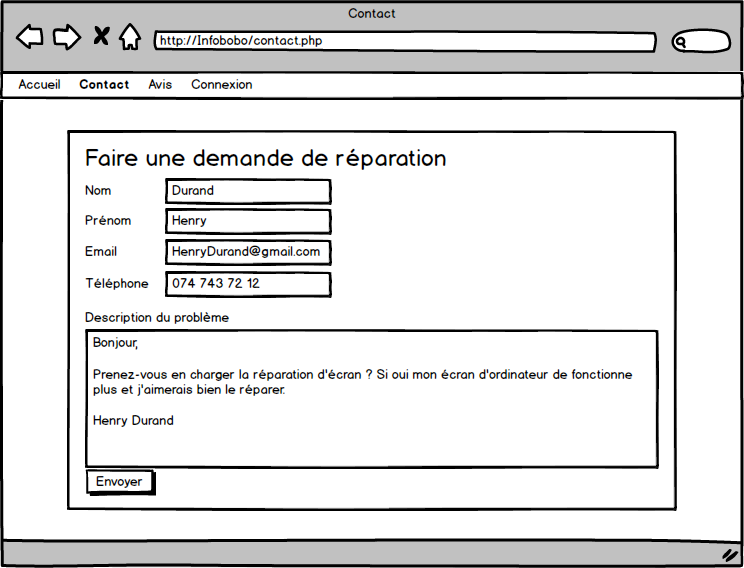 Contact
http://Infobobo/contact.php
Accueil Contact Avis Connexion
Faire une demande de réparation
Nom Durand
Prénom Henry
Email HenryDurand@gmail.com
Téléphone 074 743 72 12
Description du problème
Bonjour,
Prenez-vous en charger la réparation d'écran ? Si oui mon écran d'ordinateur de fonctionne
plus et j'aimerais bien le réparer.
Henry Durand
Envoyer